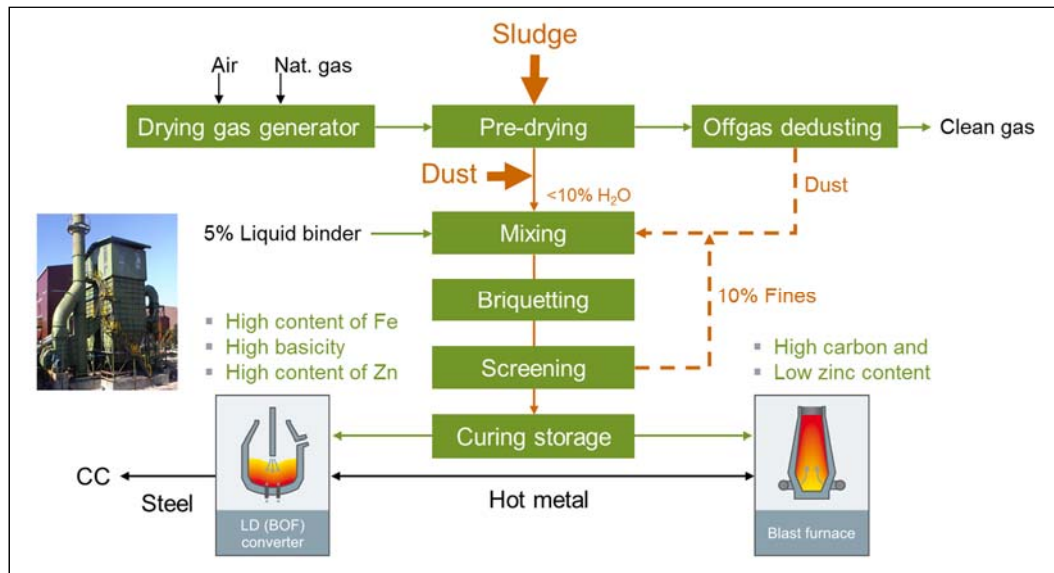 Sludge
Air
Nat. gas
Drying gas generator
Pre-drying
Offgas dedusting
Clean gas
Dust
<10% H₂O
Dust
5% Liquid binder
Mixing
Briquetting
10% Fines
High content of Fe
High basicity
High content of Zn
Screening
High carbon and
Low zinc content
Curing storage
CC
Steel
Hot metal
LD (BOF)
converter
Blast furnace